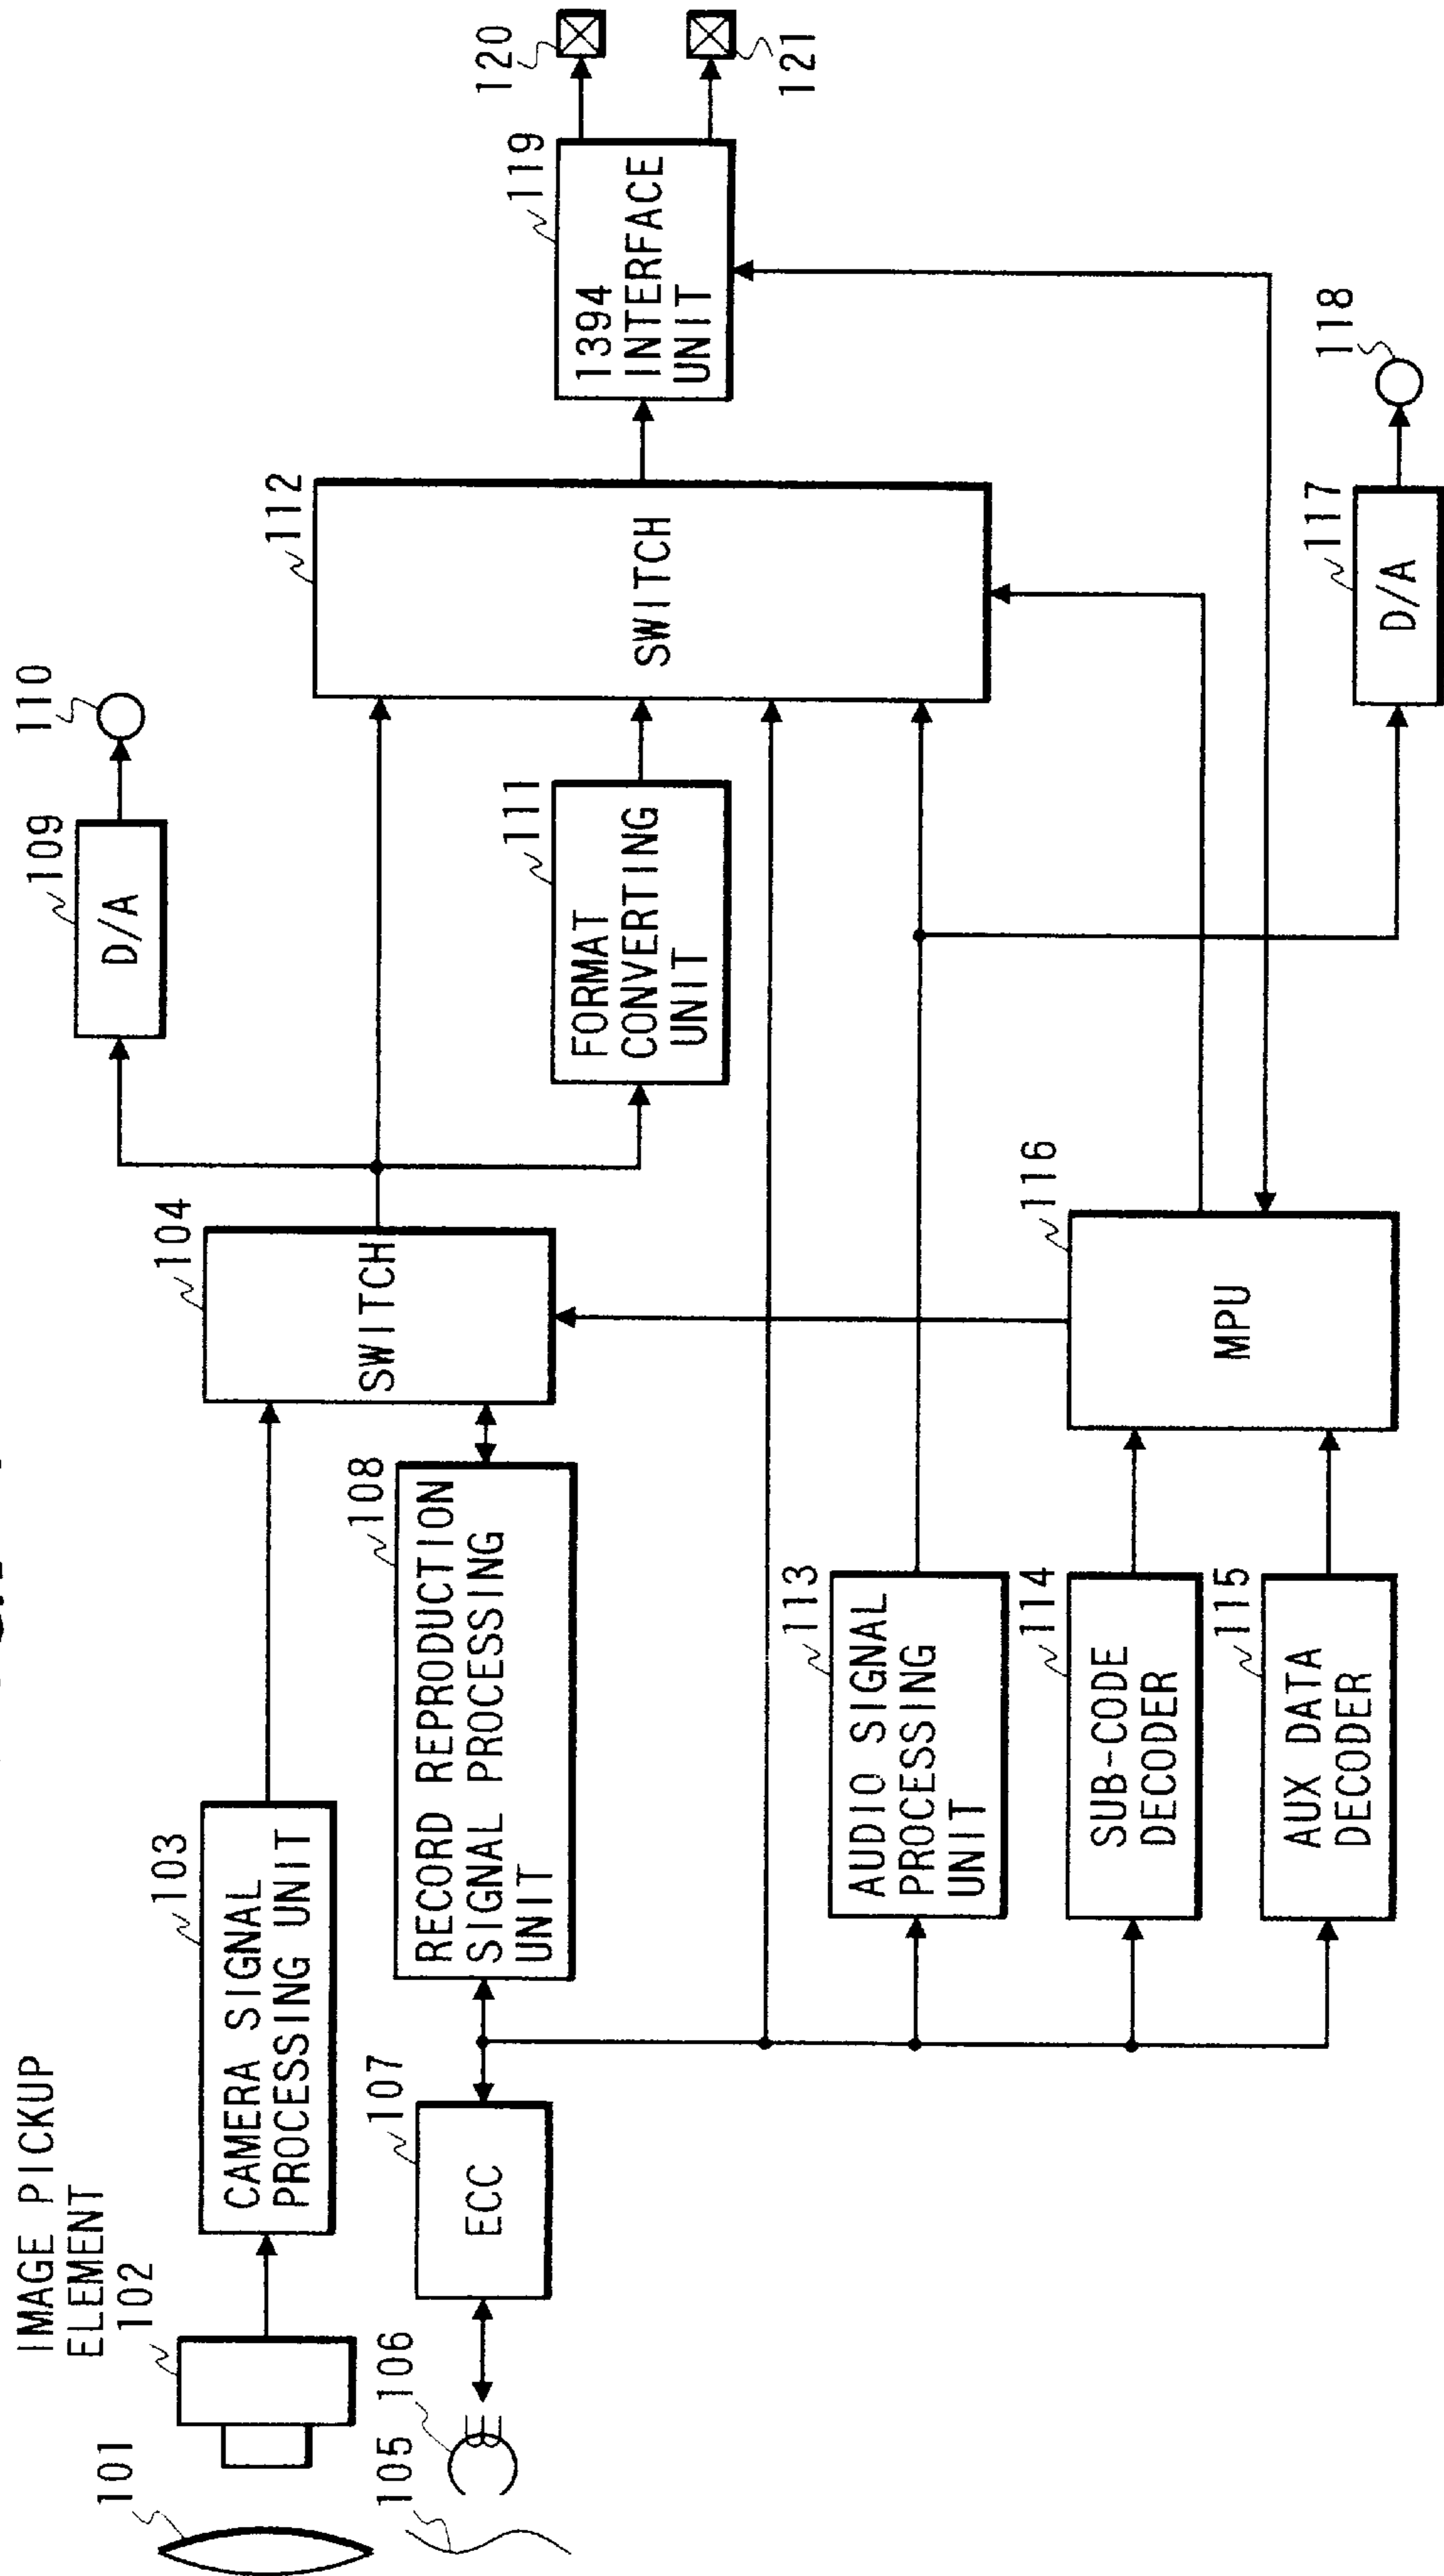 IMAGE PICKUP
ELEMENT
102
101
103
CAMERA SIGNAL
PROCESSING UNIT
104
SWITCH
109
D/A
110
105
106
107
ECC
108
RECORD REPRODUCTION
SIGNAL PROCESSING
UNIT
111
FORMAT
CONVERTING
UNIT
112
SWITCH
119
1394
INTERFACE
UNIT
120
121
113
AUDIO SIGNAL
PROCESSING
UNIT
114
SUB-CODE
DECODER
115
AUX DATA
DECODER
116
MPU
117
D/A
118